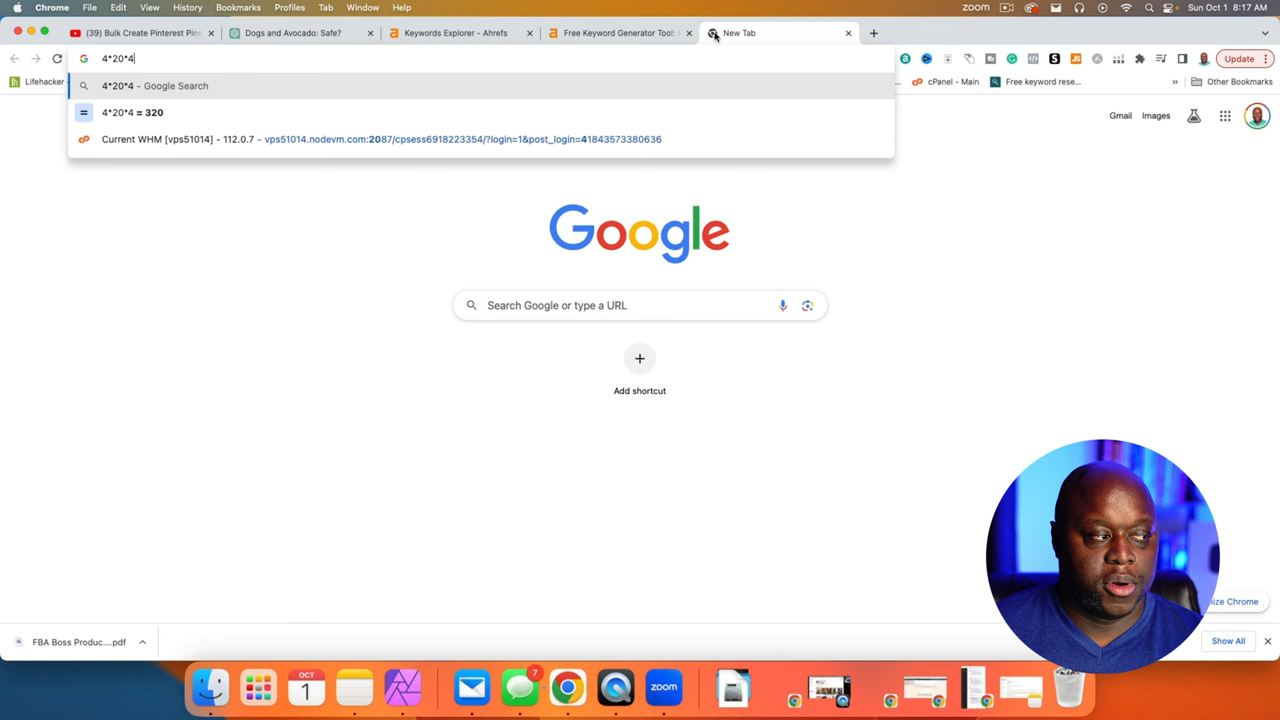 Chrome File Edit View History Bookmarks Profiles Tab Window Help
zoom Sun Oct 1 8:17 AM
(39) Bulk Create Pinterest Pins
Dogs and Avocado: Safe?
Keywords Explorer - Ahrefs
Free Keyword Generator Tool:
New Tab
4*20*4
Update
4*20*4 - Google Search
4*20*4 = 320
Current WHM [vps51014] - 112.0.7 - vps51014.nodevm.com:2087/cpsess6918223354/?login=1&post_login=41843573380636
Lifehacker
cPanel - Main
Free keyword rese...
»
Other Bookmarks
Gmail Images
Google
Search Google or type a URL
Add shortcut
ize Chrome
FBA Boss Produc....pdf
Show All
OCT
1
7
zoom